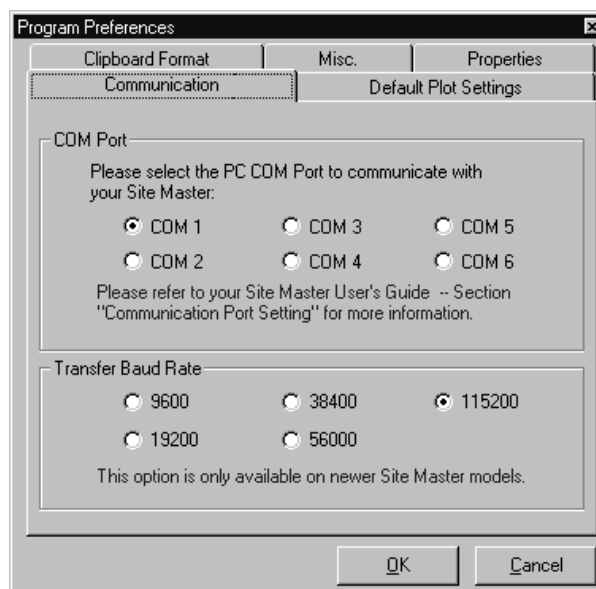 Program Preferences
Clipboard Format Misc. Properties
Communication Default Plot Settings
COM Port
Please select the PC COM Port to communicate with
your Site Master:
COM 1 COM 3 COM 5
COM 2 COM 4 COM 6
Please refer to your Site Master User's Guide -- Section
"Communication Port Setting" for more information.
Transfer Baud Rate
9600 38400 115200
19200 56000
This option is only available on newer Site Master models.
OK Cancel